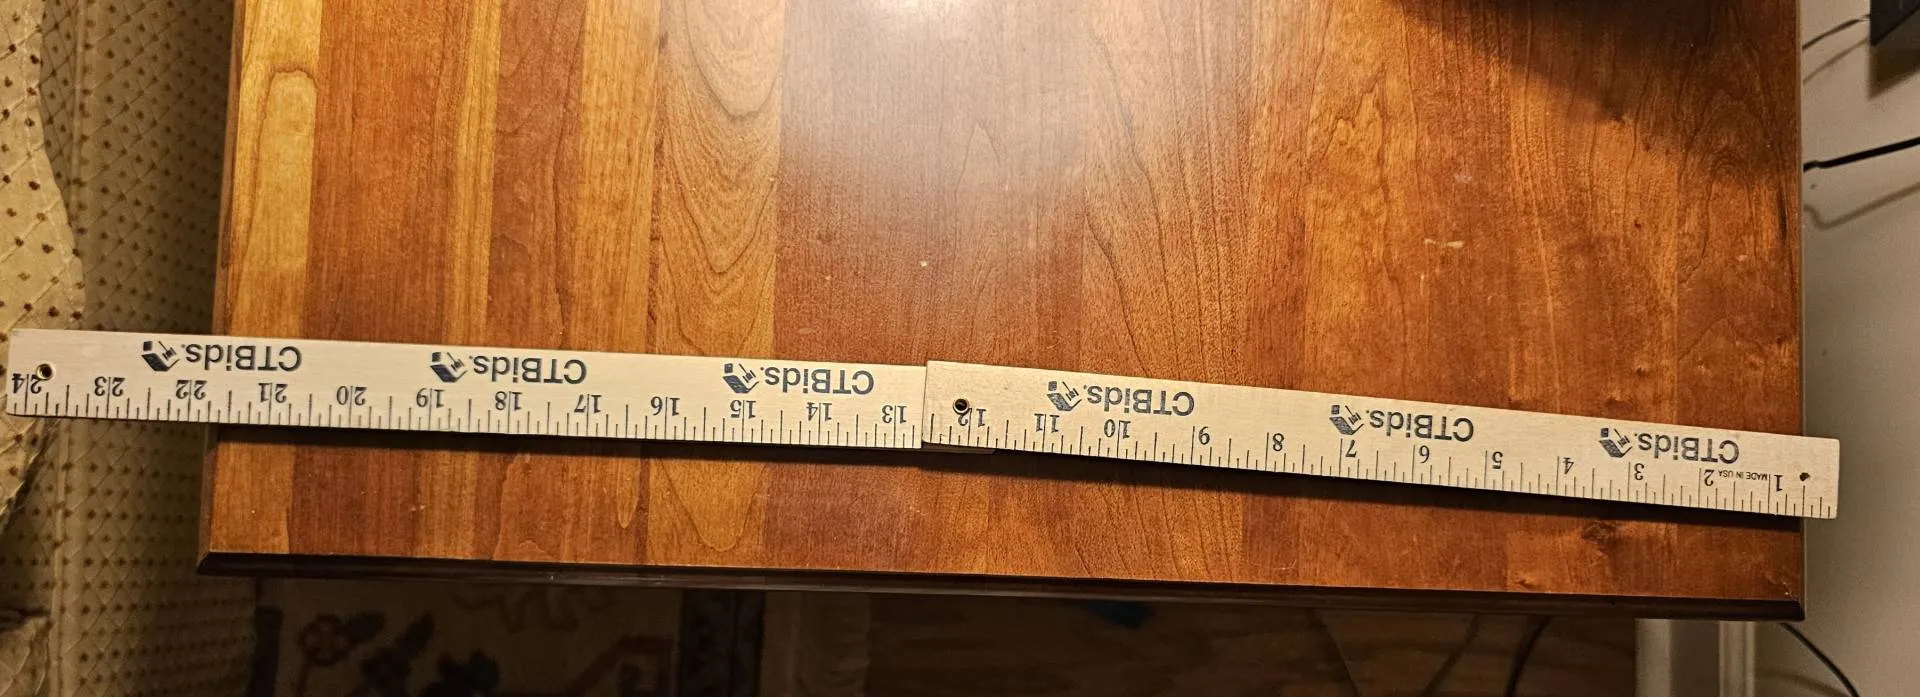 1 MADE IN USA 2 3 4 5 6 7 8 9 10 11 12
CTBids. CTBids. CTBids.
13 14 15 16 17 18 19 20 21 22 23 24
CTBids. CTBids. CTBids.